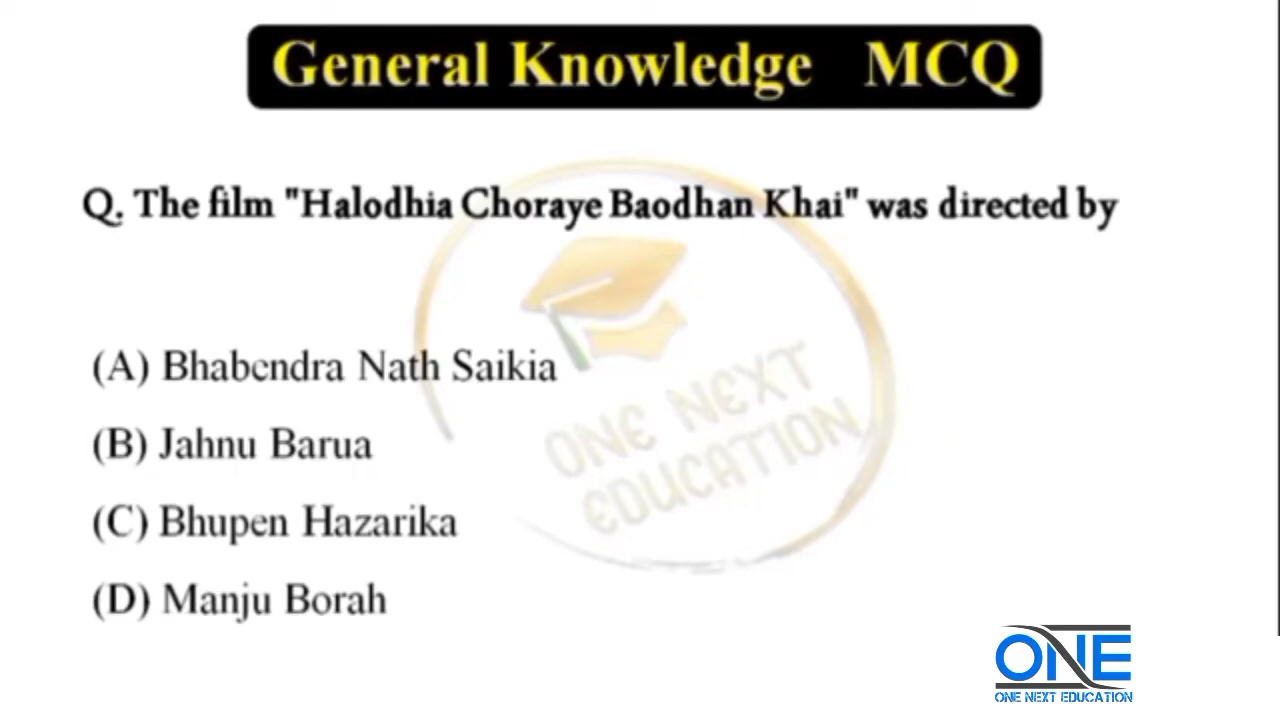 General Knowledge MCQ
Q. The film "Halodhia Choraye Baodhan Khai" was directed by
(A) Bhabendra Nath Saikia
(B) Jahnu Barua
(C) Bhupen Hazarika
(D) Manju Borah
ONE NEXT
EDUCATION
ONE
ONE NEXT EDUCATION